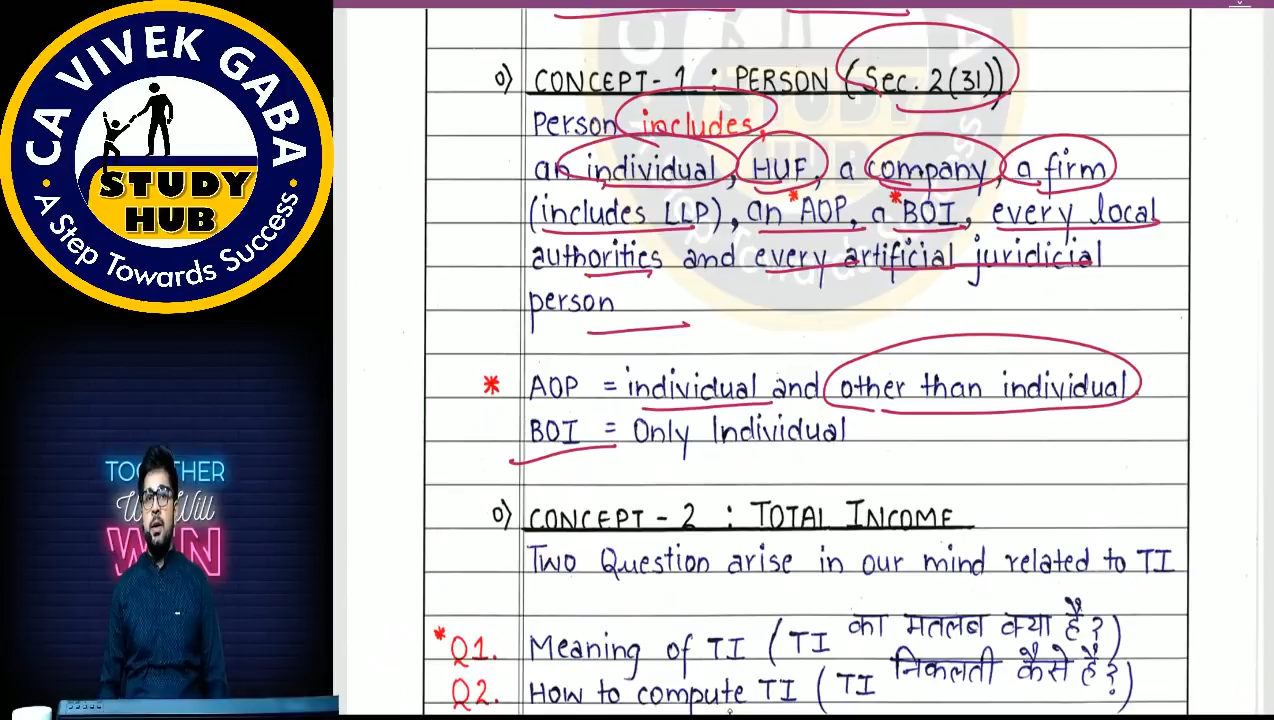 CA VIVEK GABA
STUDY
HUB
A Step Towards Success
TOGETHER
We Will
WIN
o) CONCEPT - 1 : PERSON (Sec. 2(31))
Person includes,
an individual, HUF, a company, a firm
(includes LLP), an *AOP, a *BOI, every local
authorities and every artificial juridicial
person
* AOP = individual and other than individual
BOI = Only Individual
o) CONCEPT - 2 : TOTAL INCOME
Two Question arise in our mind related to TI
*Q1. Meaning of TI (TI का मतलब क्या है?)
Q2. How to compute TI (TI निकलती कैसे है?)